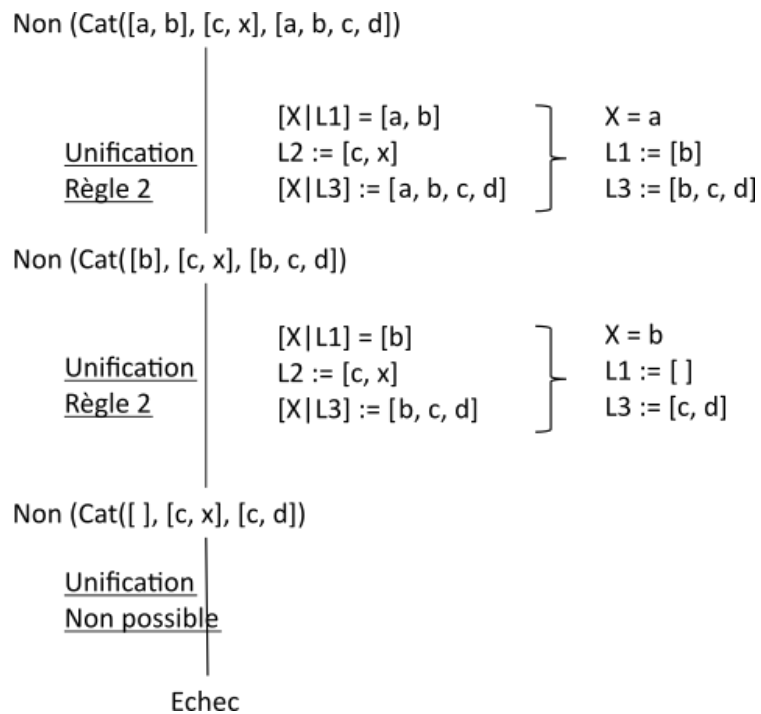 Non (Cat([a, b], [c, x], [a, b, c, d])
[X|L1] = [a, b] X = a
Unification L2 := [c, x] L1 := [b]
Règle 2 [X|L3] := [a, b, c, d] L3 := [b, c, d]
Non (Cat([b], [c, x], [b, c, d])
[X|L1] = [b] X = b
Unification L2 := [c, x] L1 := [ ]
Règle 2 [X|L3] := [b, c, d] L3 := [c, d]
Non (Cat([ ], [c, x], [c, d])
Unification
Non possible
Echec